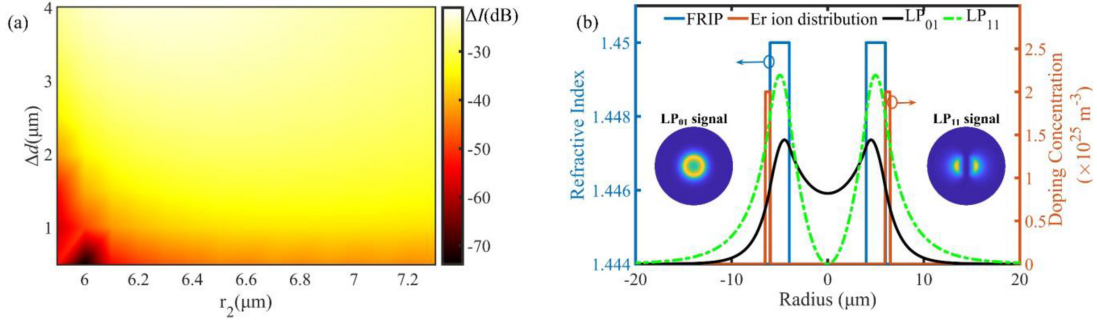 (a)
4
3
2
1
Δd(μm)
6
6.2
6.4
6.6
6.8
7
7.2
r2(μm)
ΔI(dB)
-30
-40
-50
-60
-70
(b)
FRIP
Er ion distribution
LP01
LP11
1.45
1.448
1.446
1.444
Refractive Index
LP01 signal
LP11 signal
2.5
2
1.5
1
0.5
0
Doping Concentration
(×10^25 m^-3)
-20
-10
0
10
20
Radius (μm)